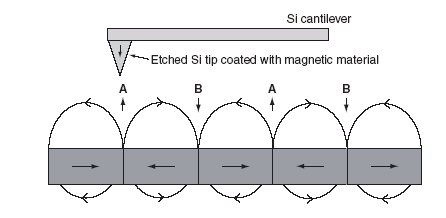 Si cantilever
Etched Si tip coated with magnetic material
A B A B